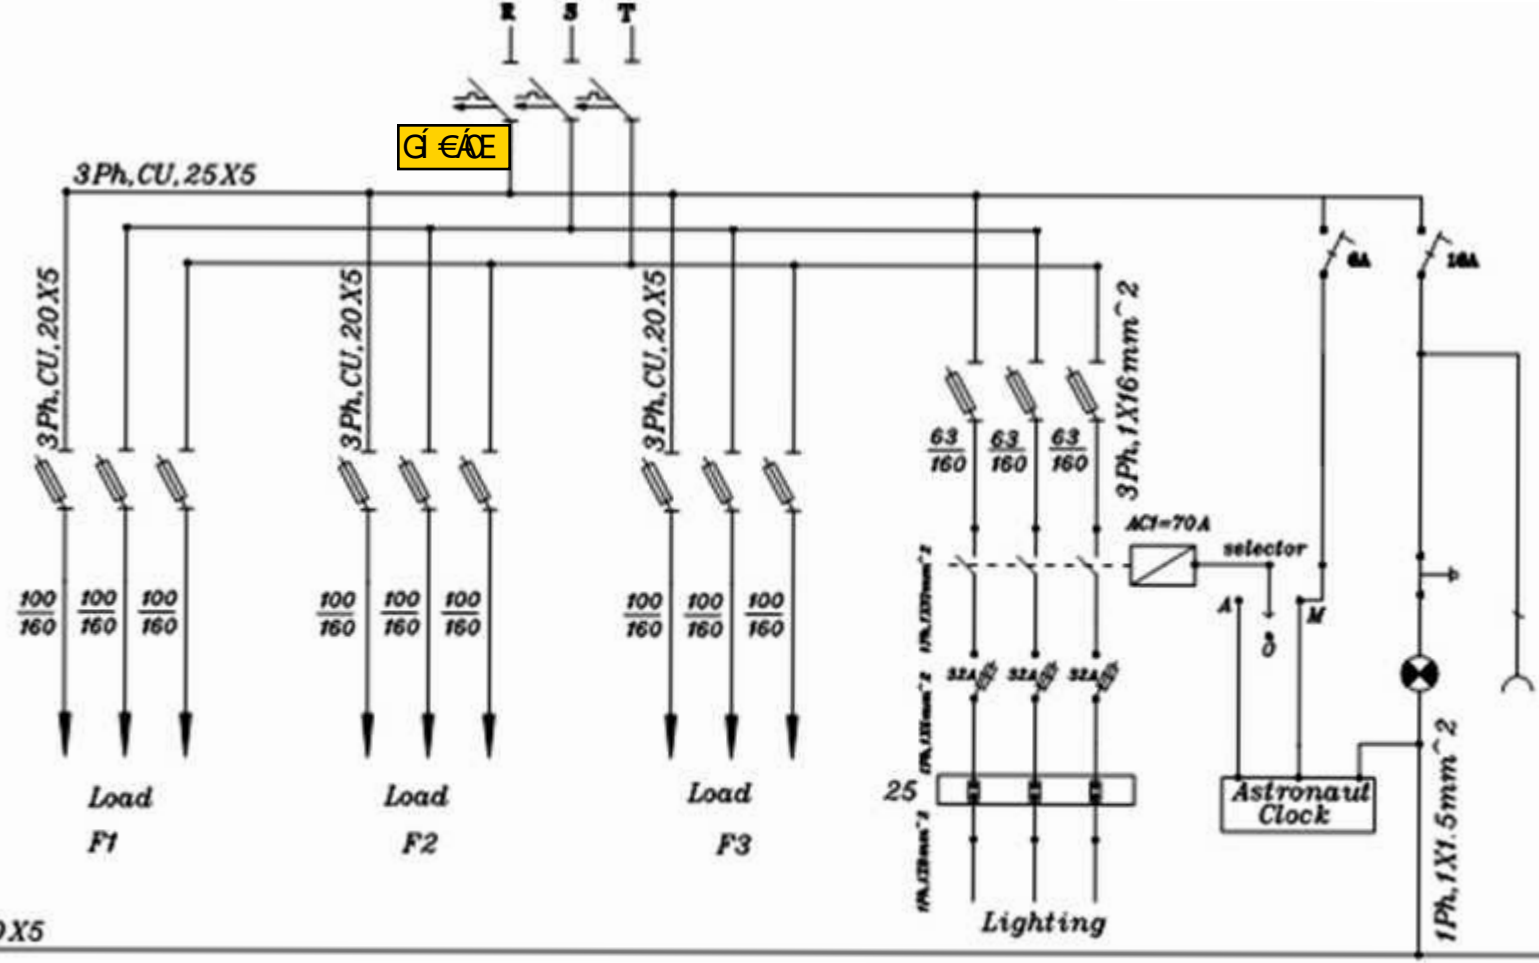 R S T
GÍ €ÁŒ
3Ph,CU,25X5
3Ph,CU,20X5
3Ph,CU,20X5
3Ph,CU,20X5
6A
16A
3Ph,1X16mm^2
63/160 63/160 63/160
AC1=70A
selector
100/160 100/160 100/160
100/160 100/160 100/160
100/160 100/160 100/160
A
M
0
32A 32A 32A
Load
F1
Load
F2
Load
F3
25
Astronaut
Clock
1Ph,1X1.5mm^2
Lighting
0X5